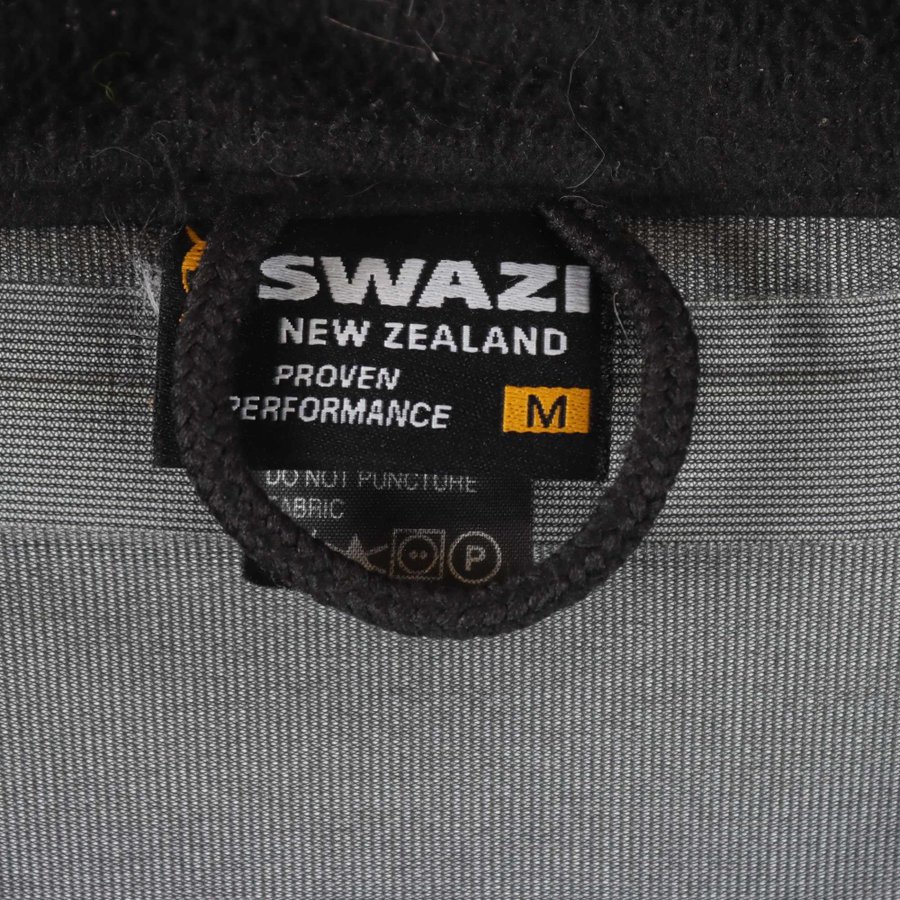 SWAZI
NEW ZEALAND
PROVEN
PERFORMANCE
M
DO NOT PUNCTURE
FABRIC
P